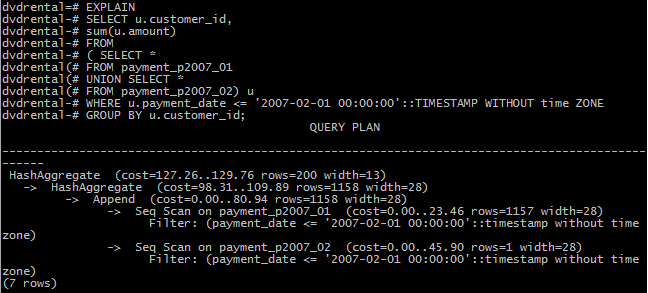 dvdrental=# EXPLAIN
dvdrental-# SELECT u.customer_id,
dvdrental-# sum(u.amount)
dvdrental-# FROM
dvdrental-# ( SELECT *
dvdrental(# FROM payment_p2007_01
dvdrental(# UNION SELECT *
dvdrental(# FROM payment_p2007_02) u
dvdrental-# WHERE u.payment_date <= '2007-02-01 00:00:00'::TIMESTAMP WITHOUT time ZONE
dvdrental-# GROUP BY u.customer_id;
QUERY PLAN
--------------------------------------------------------------------------------------------
------
HashAggregate  (cost=127.26..129.76 rows=200 width=13)
->  HashAggregate  (cost=98.31..109.89 rows=1158 width=28)
->  Append  (cost=0.00..80.94 rows=1158 width=28)
->  Seq Scan on payment_p2007_01  (cost=0.00..23.46 rows=1157 width=28)
Filter: (payment_date <= '2007-02-01 00:00:00'::timestamp without time
zone)
->  Seq Scan on payment_p2007_02  (cost=0.00..45.90 rows=1 width=28)
Filter: (payment_date <= '2007-02-01 00:00:00'::timestamp without time
zone)
(7 rows)